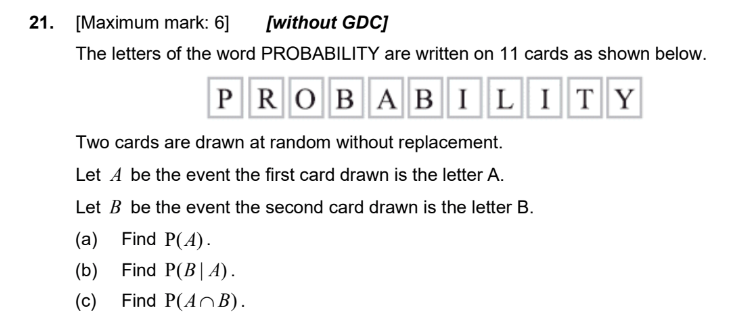 21. [Maximum mark: 6] [without GDC]
The letters of the word PROBABILITY are written on 11 cards as shown below.
P R O B A B I L I T Y
Two cards are drawn at random without replacement.
Let A be the event the first card drawn is the letter A.
Let B be the event the second card drawn is the letter B.
(a) Find P(A).
(b) Find P(B | A).
(c) Find P(A ∩ B).